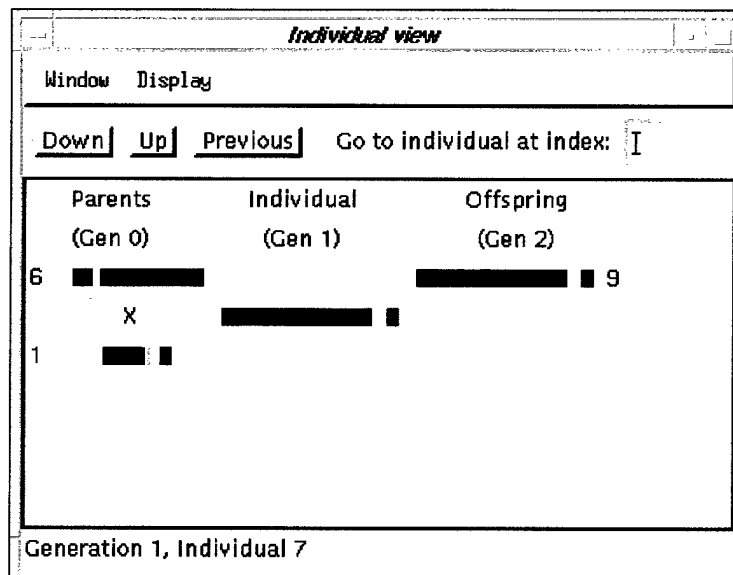 Individual view
Window Display
Down Up Previous Go to individual at index:
Parents Individual Offspring
(Gen 0) (Gen 1) (Gen 2)
6 9
X
1
Generation 1, Individual 7